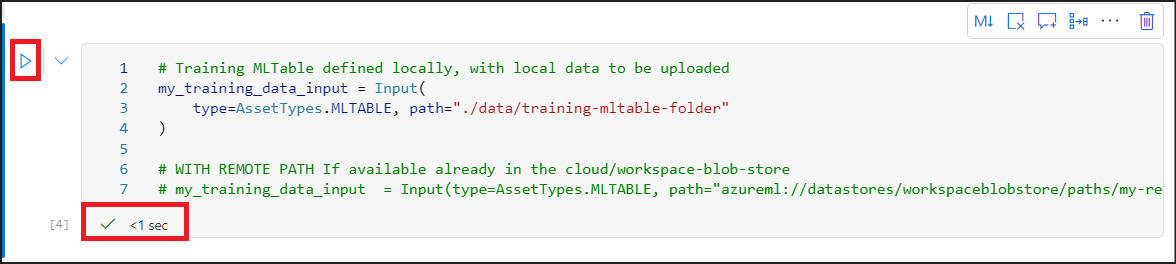 M↓
1 # Training MLTable defined locally, with local data to be uploaded
2 my_training_data_input = Input(
3 type=AssetTypes.MLTABLE, path="./data/training-mltable-folder"
4 )
5
6 # WITH REMOTE PATH If available already in the cloud/workspace-blob-store
7 # my_training_data_input  = Input(type=AssetTypes.MLTABLE, path="azureml://datastores/workspaceblobstore/paths/my-re
[4] <1 sec